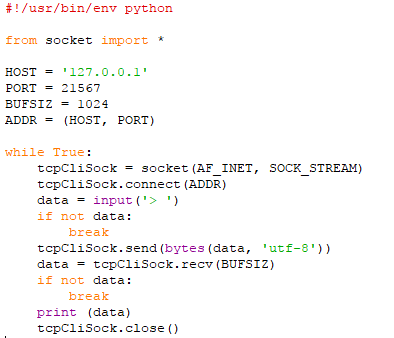 #!/usr/bin/env python
from socket import *
HOST = '127.0.0.1'
PORT = 21567
BUFSIZ = 1024
ADDR = (HOST, PORT)
while True:
    tcpCliSock = socket(AF_INET, SOCK_STREAM)
    tcpCliSock.connect(ADDR)
    data = input('> ')
    if not data:
        break
    tcpCliSock.send(bytes(data, 'utf-8'))
    data = tcpCliSock.recv(BUFSIZ)
    if not data:
        break
    print (data)
    tcpCliSock.close()